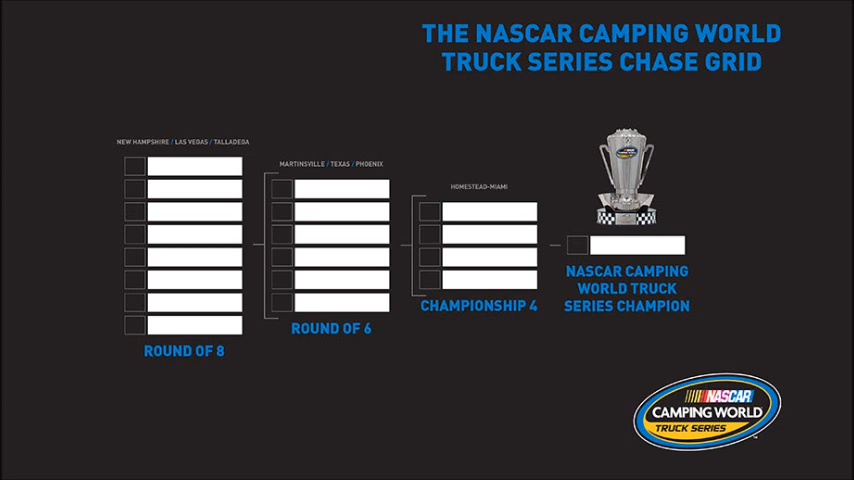 THE NASCAR CAMPING WORLD
TRUCK SERIES CHASE GRID
NEW HAMPSHIRE / LAS VEGAS / TALLADEGA
ROUND OF 8
MARTINSVILLE / TEXAS / PHOENIX
ROUND OF 6
HOMESTEAD-MIAMI
CHAMPIONSHIP 4
NASCAR CAMPING
WORLD TRUCK
SERIES CHAMPION
NASCAR
CAMPING WORLD
TRUCK SERIES